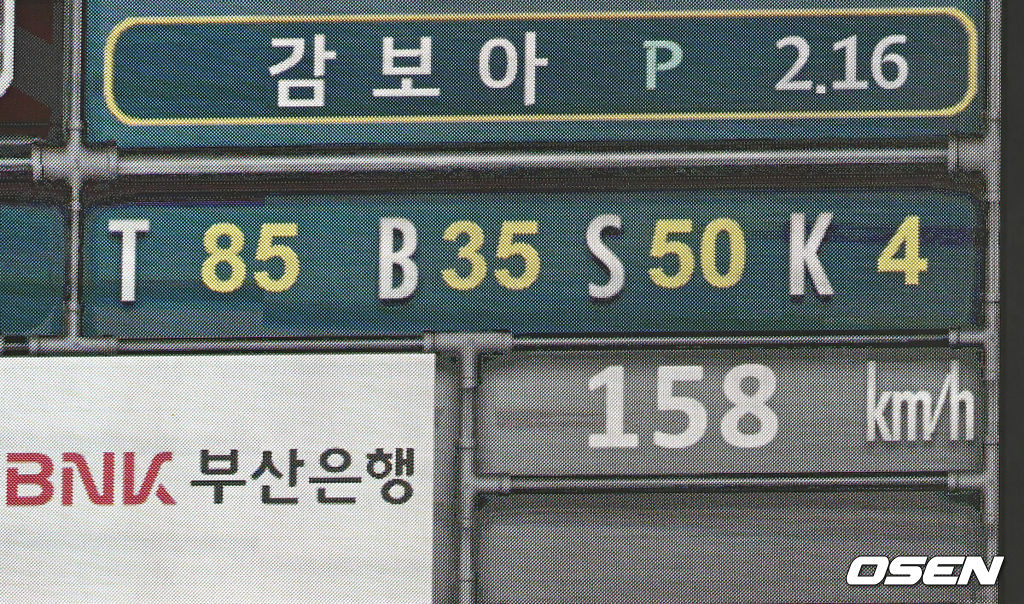 감보아 P 2.16
T 85 B 35 S 50 K 4
158 km/h
BNK 부산은행
OSEN